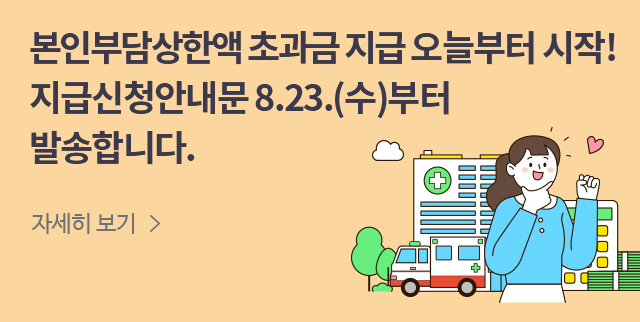 본인부담상한액 초과금 지급 오늘부터 시작!
지급신청안내문 8.23.(수)부터
발송합니다.
자세히 보기 >